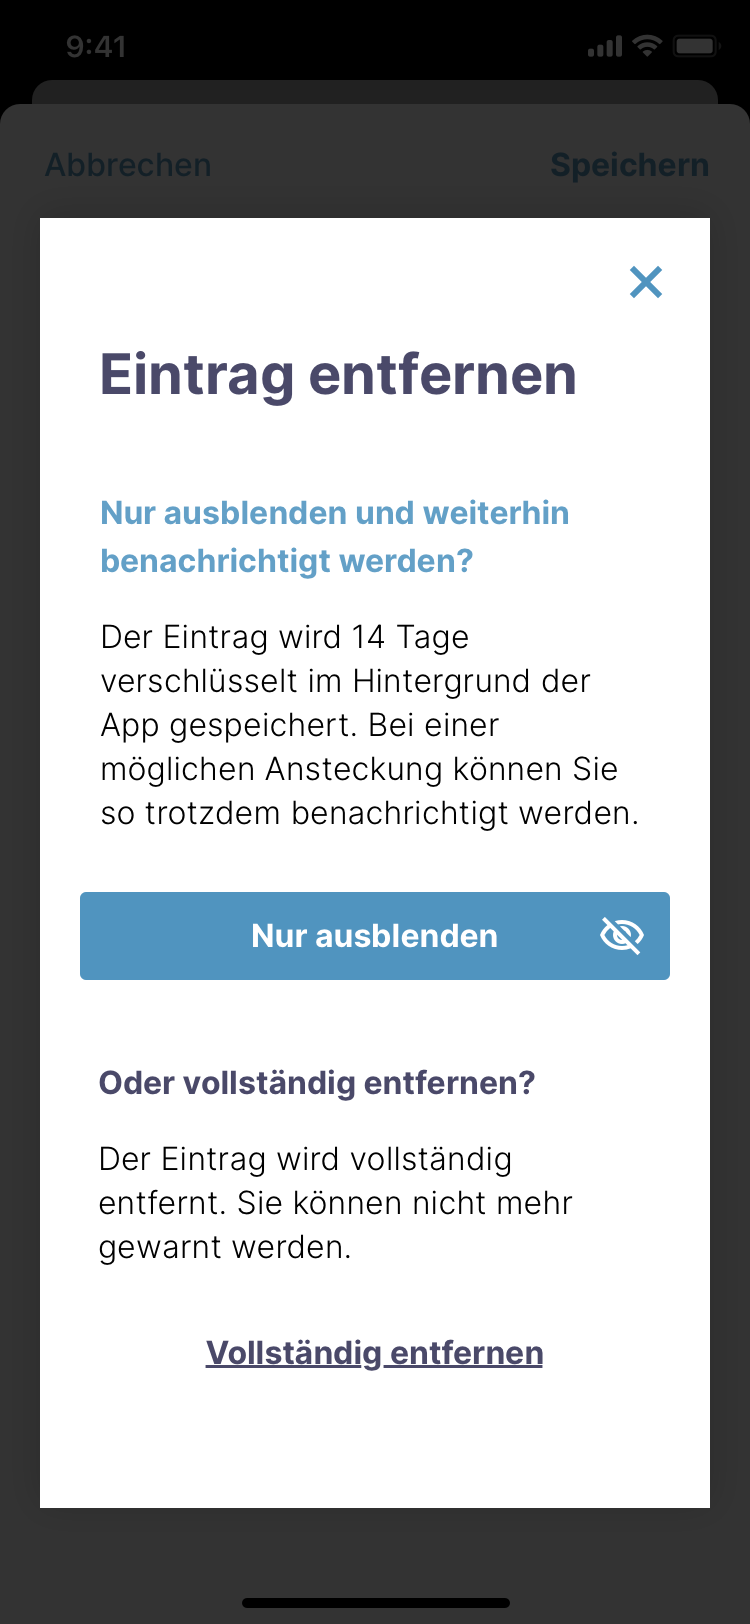 9:41
Abbrechen
Speichern
Eintrag entfernen
Nur ausblenden und weiterhin
benachrichtigt werden?
Der Eintrag wird 14 Tage
verschlüsselt im Hintergrund der
App gespeichert. Bei einer
möglichen Ansteckung können Sie
so trotzdem benachrichtigt werden.
Nur ausblenden
Oder vollständig entfernen?
Der Eintrag wird vollständig
entfernt. Sie können nicht mehr
gewarnt werden.
Vollständig entfernen